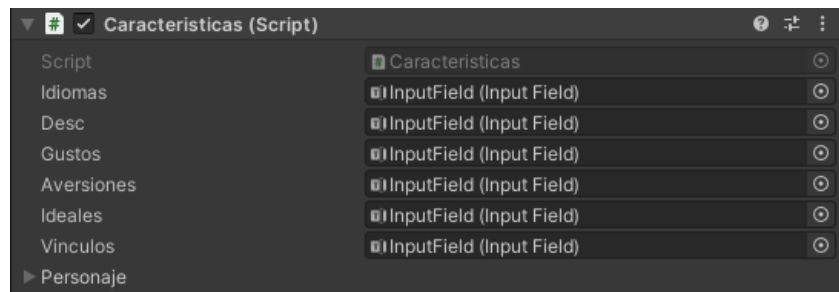 Caracteristicas (Script)
Script Caracteristicas
Idiomas InputField (Input Field)
Desc InputField (Input Field)
Gustos InputField (Input Field)
Aversiones InputField (Input Field)
Ideales InputField (Input Field)
Vinculos InputField (Input Field)
Personaje